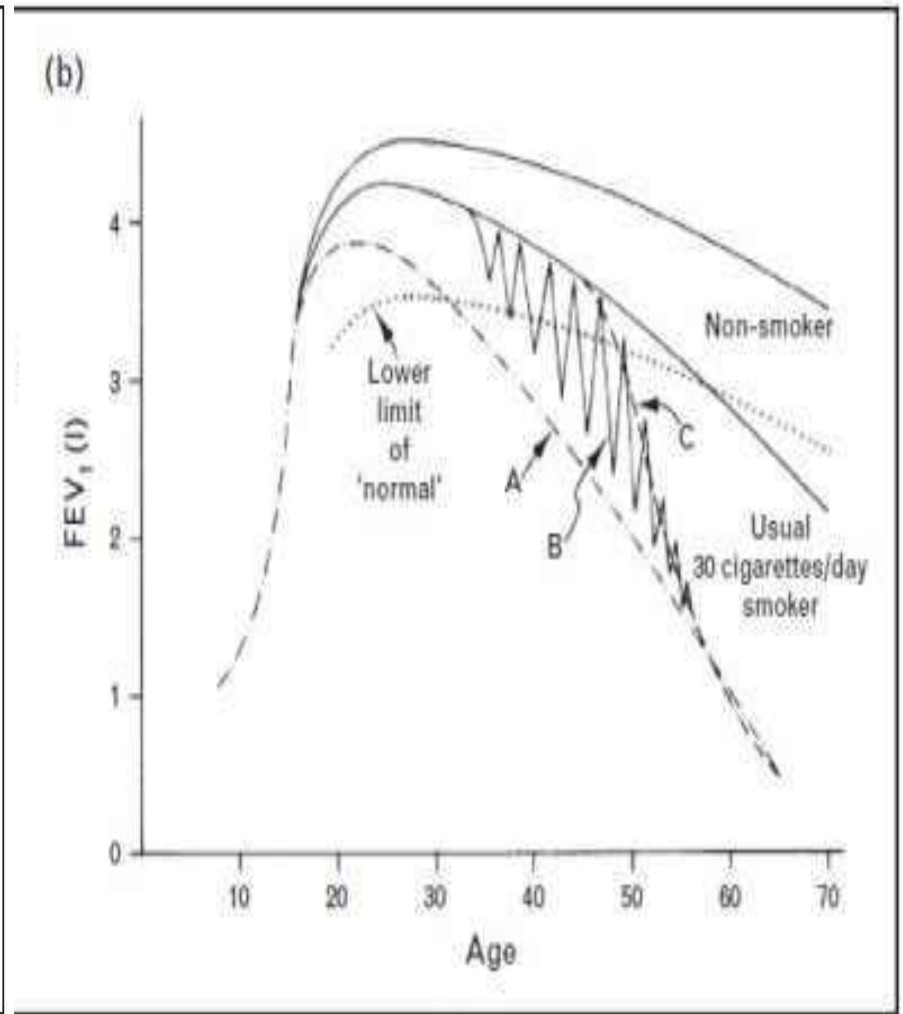 (b)
4
3
2
1
0
FEV₁ (l)
10 20 30 40 50 60 70
Age
Non-smoker
Lower
limit
of
'normal'
A
B
C
Usual
30 cigarettes/day
smoker